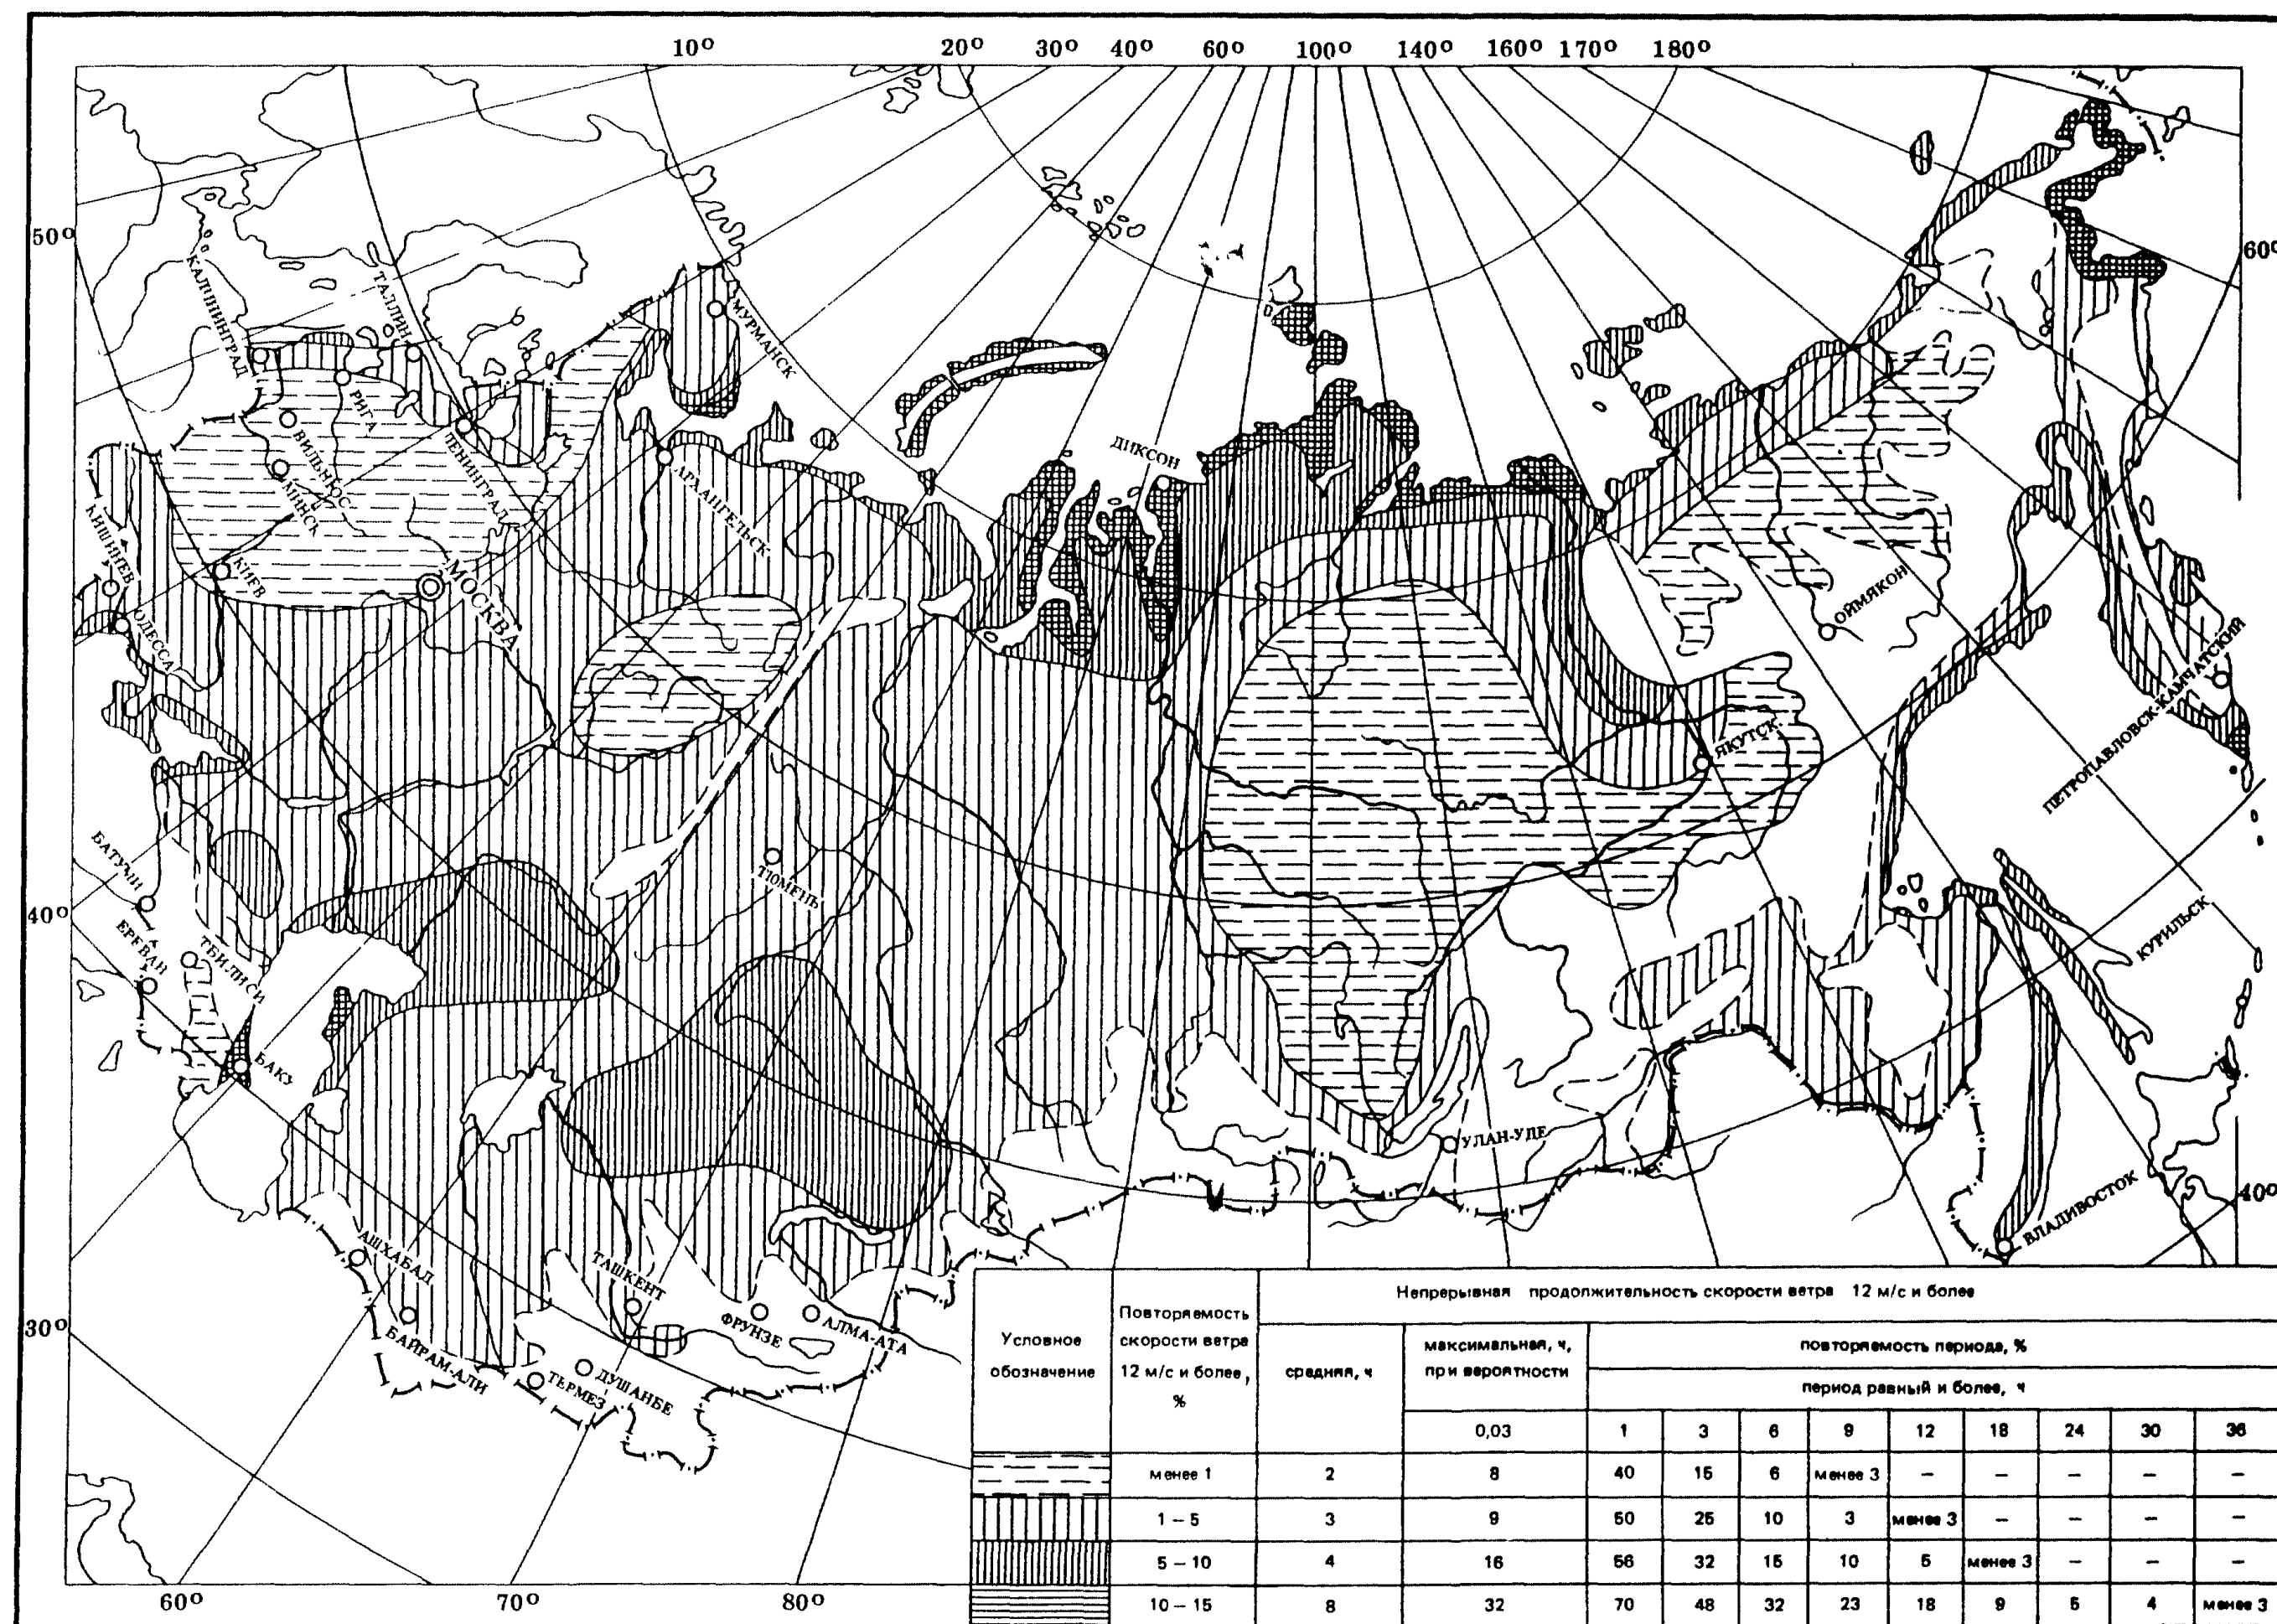 10° 20° 30° 40° 60° 100° 140° 160° 170° 180°
50°
60°
КАЛИНИНГРАД
ТАЛЛИН
МУРМАНСК
РИГА
ВИЛЬНЮС
МИНСК
ЛЕНИНГРАД
АРХАНГЕЛЬСК
ДИКСОН
КИШИНЕВ
КИЕВ
МОСКВА
ОДЕССА
ОЙМЯКОН
ЯКУТСК
ПЕТРОПАВЛОВСК-КАМЧАТСКИЙ
БАТУМИ
ТЮМЕНЬ
40°
ЕРЕВАН
ТБИЛИСИ
КУРИЛЬСК
БАКУ
УЛАН-УДЕ
40°
ВЛАДИВОСТОК
АШХАБАД
ТАШКЕНТ
30°
БАЙРАМ-АЛИ
ФРУНЗЕ
АЛМА-АТА
ТЕРМЕЗ
ДУШАНБЕ
60° 70° 80°
Условное
обозначение
Повторяемость
скорости ветра
12 м/с и более,
%
Непрерывная продолжительность скорости ветра 12 м/с и более
средняя, ч
максимальная, ч,
при вероятности
повторяемость периода, %
период равный и более, ч
0,03 1 3 6 9 12 18 24 30 36
менее 1 2 8 40 15 6 менее 3 – – – – –
1 – 5 3 9 50 25 10 3 менее 3 – – – –
5 – 10 4 16 56 32 15 10 5 менее 3 – – –
10 – 15 8 32 70 48 32 23 18 9 5 4 менее 3